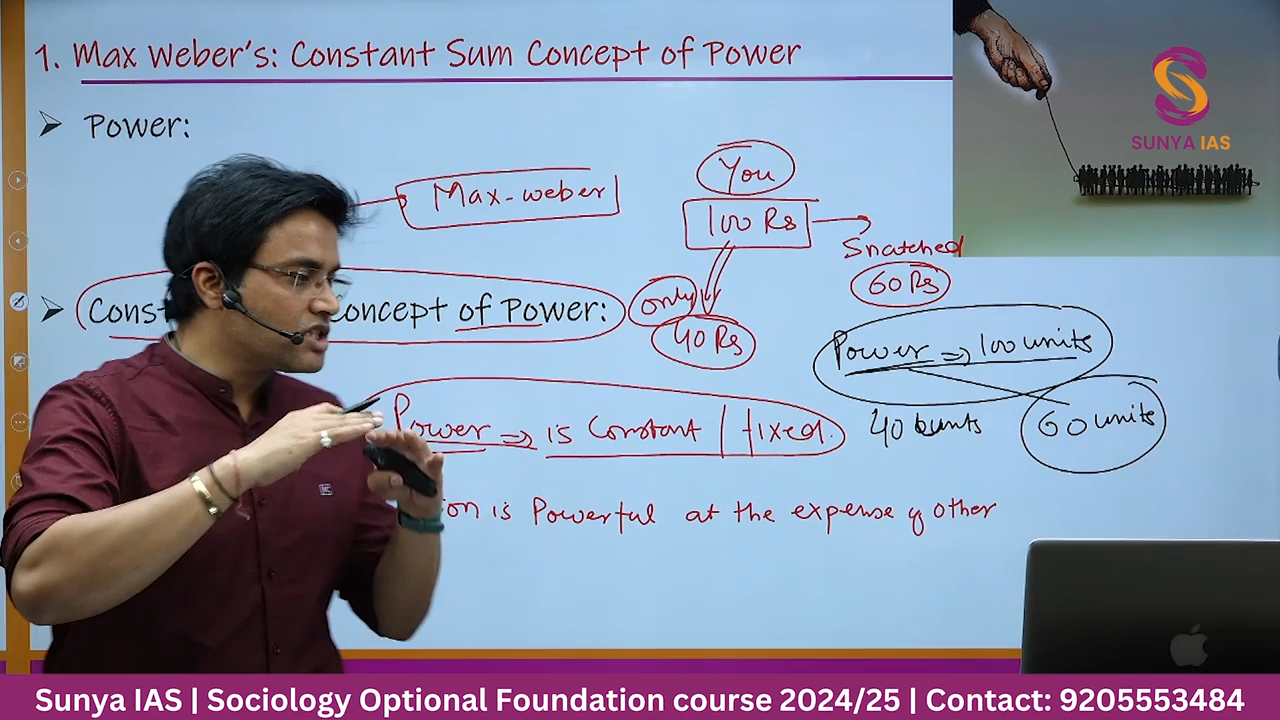 1. Max Weber's: Constant Sum Concept of Power
SUNYA IAS
➤ Power:
You
Max-weber
100 Rs
Snatched
60 Rs
➤ Concept of Power:
only
40 Rs
Power ⇒ 100 units
Power ⇒ is Constant / fixed.
40 units
60 units
is Powerful at the expense of other
Sunya IAS | Sociology Optional Foundation course 2024/25 | Contact: 9205553484